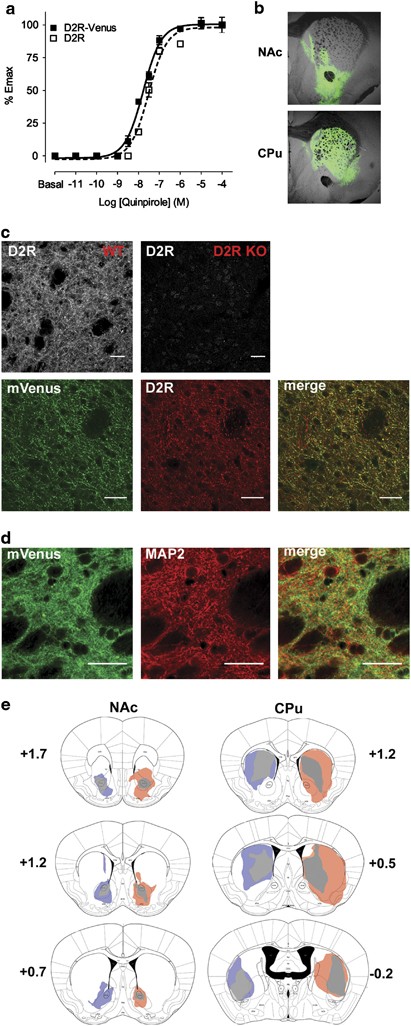 a
D2R-Venus
D2R
% Emax
100
75
50
25
0
Basal -11 -10 -9 -8 -7 -6 -5 -4
Log [Quinpirole] (M)
b
NAc
CPu
c
D2R WT
D2R D2R KO
mVenus D2R merge
d
mVenus MAP2 merge
e
NAc CPu
+1.7 +1.2
+1.2 +0.5
+0.7 -0.2